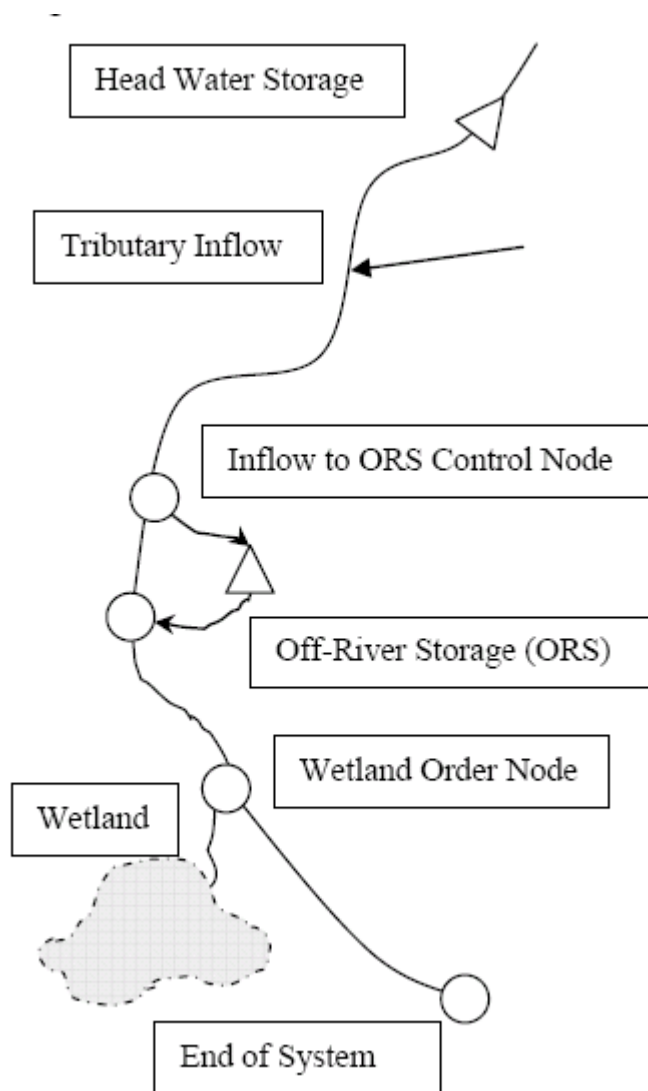 Head Water Storage
Tributary Inflow
Inflow to ORS Control Node
Off-River Storage (ORS)
Wetland Order Node
Wetland
End of System